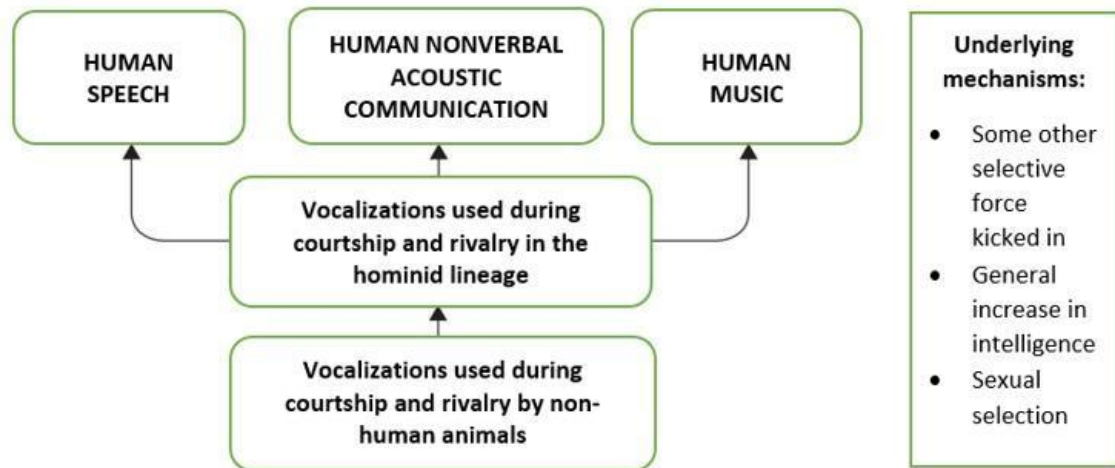 HUMAN
SPEECH
HUMAN NONVERBAL
ACOUSTIC
COMMUNICATION
HUMAN
MUSIC
Vocalizations used during
courtship and rivalry in the
hominid lineage
Vocalizations used during
courtship and rivalry by non-
human animals
Underlying
mechanisms:
• Some other
selective
force
kicked in
• General
increase in
intelligence
• Sexual
selection